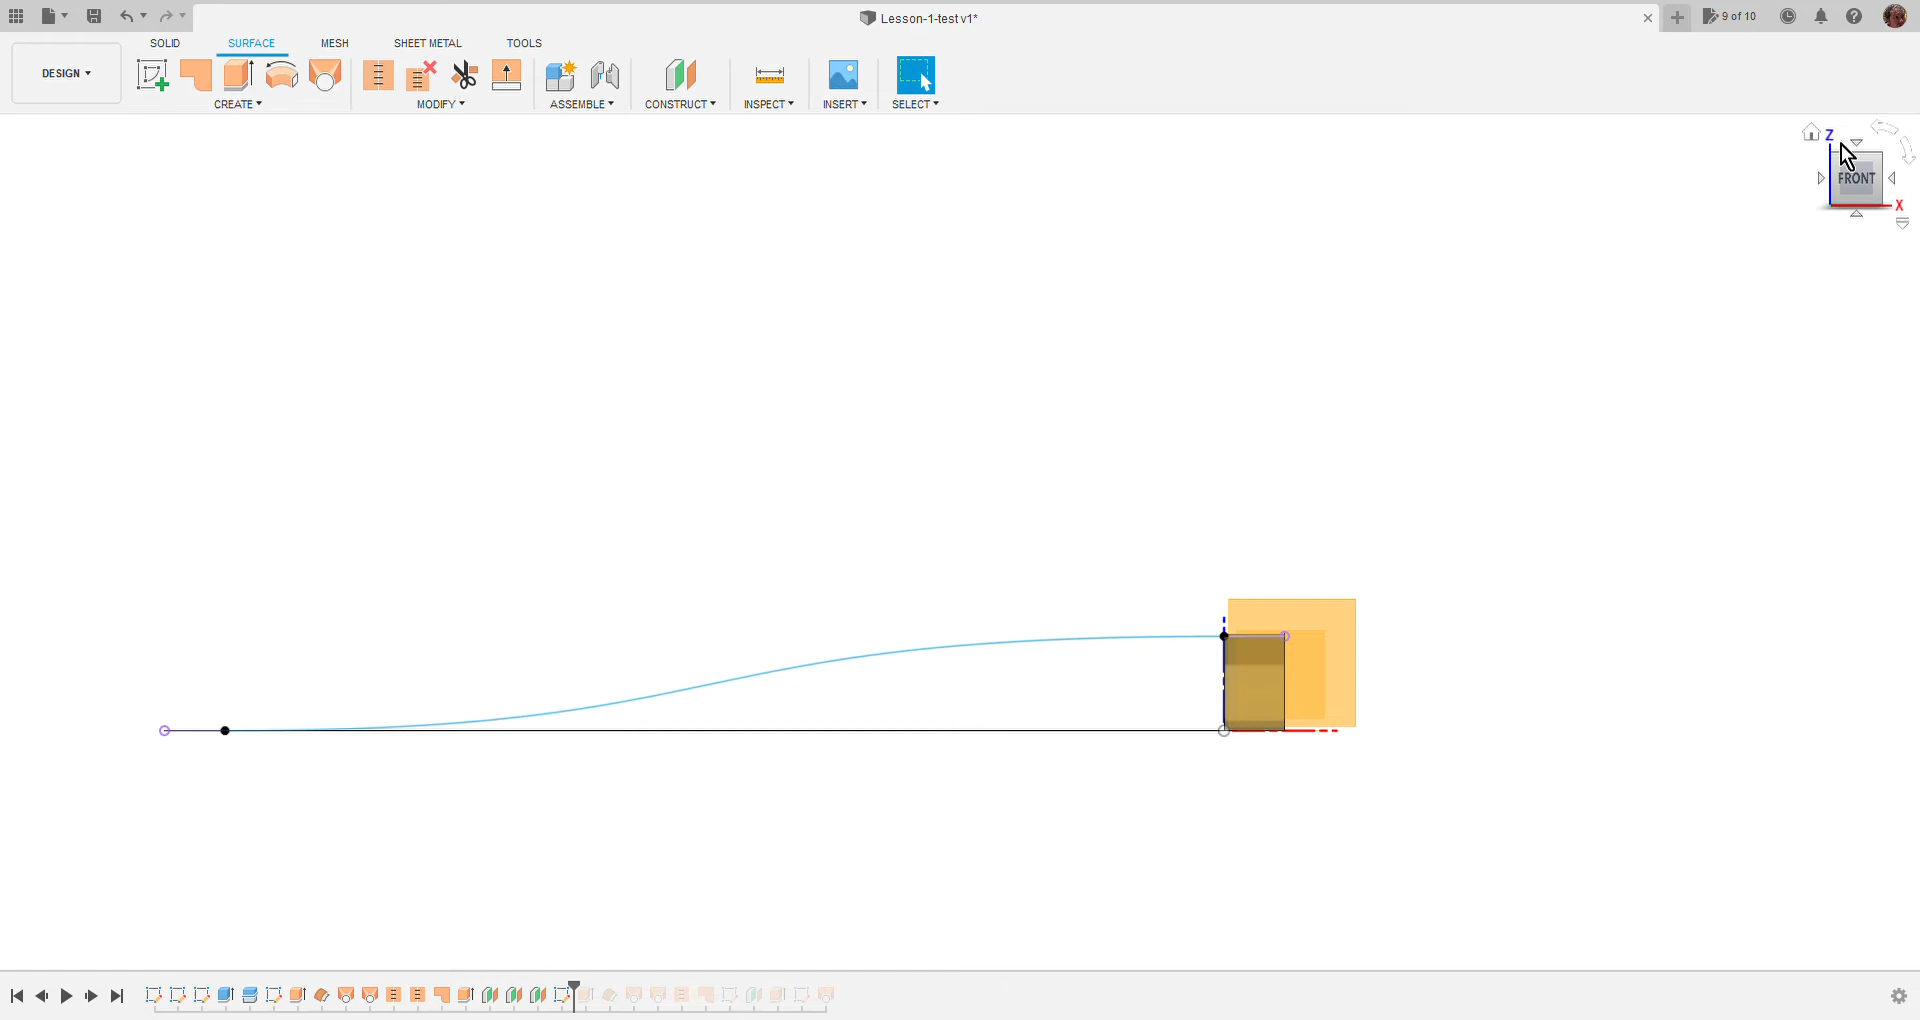 Lesson-1-test v1*
9 of 10
SOLID
SURFACE
MESH
SHEET METAL
TOOLS
DESIGN
CREATE
MODIFY
ASSEMBLE
CONSTRUCT
INSPECT
INSERT
SELECT
Z
FRONT
X